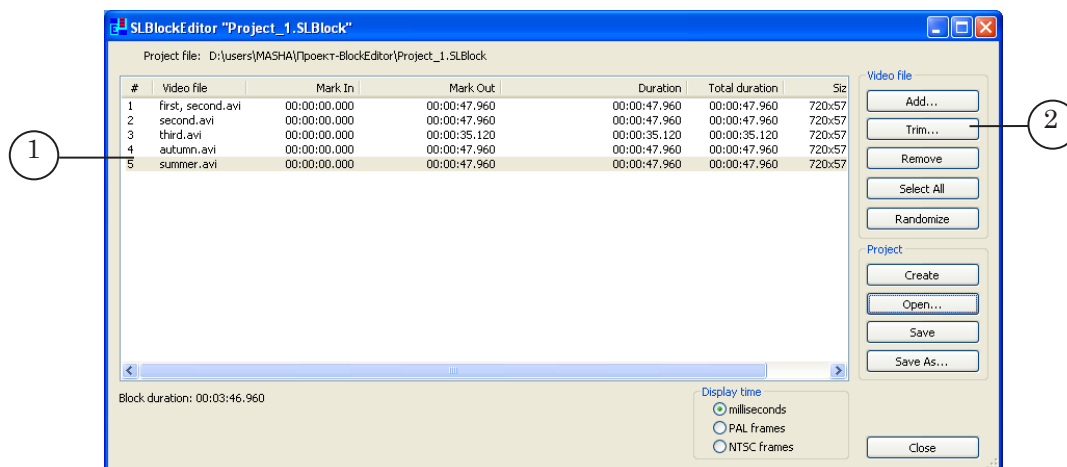 SLBlockEditor "Project_1.SLBlock"
Project file: D:\users\MASHA\Проект-BlockEditor\Project_1.SLBlock
# Video file Mark In Mark Out Duration Total duration Siz
1 first, second.avi 00:00:00.000 00:00:47.960 00:00:47.960 00:00:47.960 720x57
2 second.avi 00:00:00.000 00:00:47.960 00:00:47.960 00:00:47.960 720x57
3 third.avi 00:00:00.000 00:00:35.120 00:00:35.120 00:00:35.120 720x57
4 autumn.avi 00:00:00.000 00:00:47.960 00:00:47.960 00:00:47.960 720x57
5 summer.avi 00:00:00.000 00:00:47.960 00:00:47.960 00:00:47.960 720x57
Block duration: 00:03:46.960
Video file
Add...
Trim...
Remove
Select All
Randomize
Project
Create
Open...
Save
Save As...
Display time
milliseconds
PAL frames
NTSC frames
Close
1
2